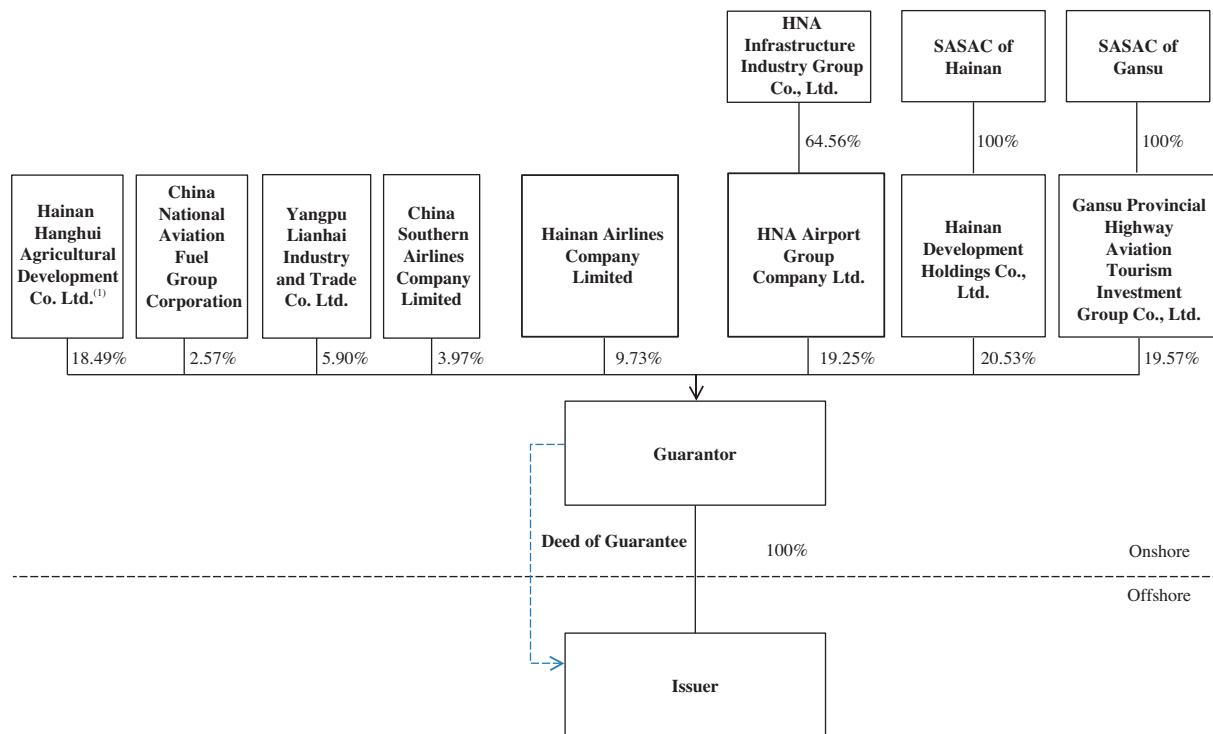 HNA
Infrastructure
Industry Group
Co., Ltd.
SASAC of
Hainan
SASAC of
Gansu
64.56%
100%
100%
Hainan
Hanghui
Agricultural
Development
Co. Ltd.(1)
China
National
Aviation
Fuel
Group
Corporation
Yangpu
Lianhai
Industry
and Trade
Co. Ltd.
China
Southern
Airlines
Company
Limited
Hainan Airlines
Company
Limited
HNA Airport
Group
Company Ltd.
Hainan
Development
Holdings Co.,
Ltd.
Gansu Provincial
Highway
Aviation
Tourism
Investment
Group Co., Ltd.
18.49%
2.57%
5.90%
3.97%
9.73%
19.25%
20.53%
19.57%
Guarantor
Deed of Guarantee
100%
Onshore
Offshore
Issuer